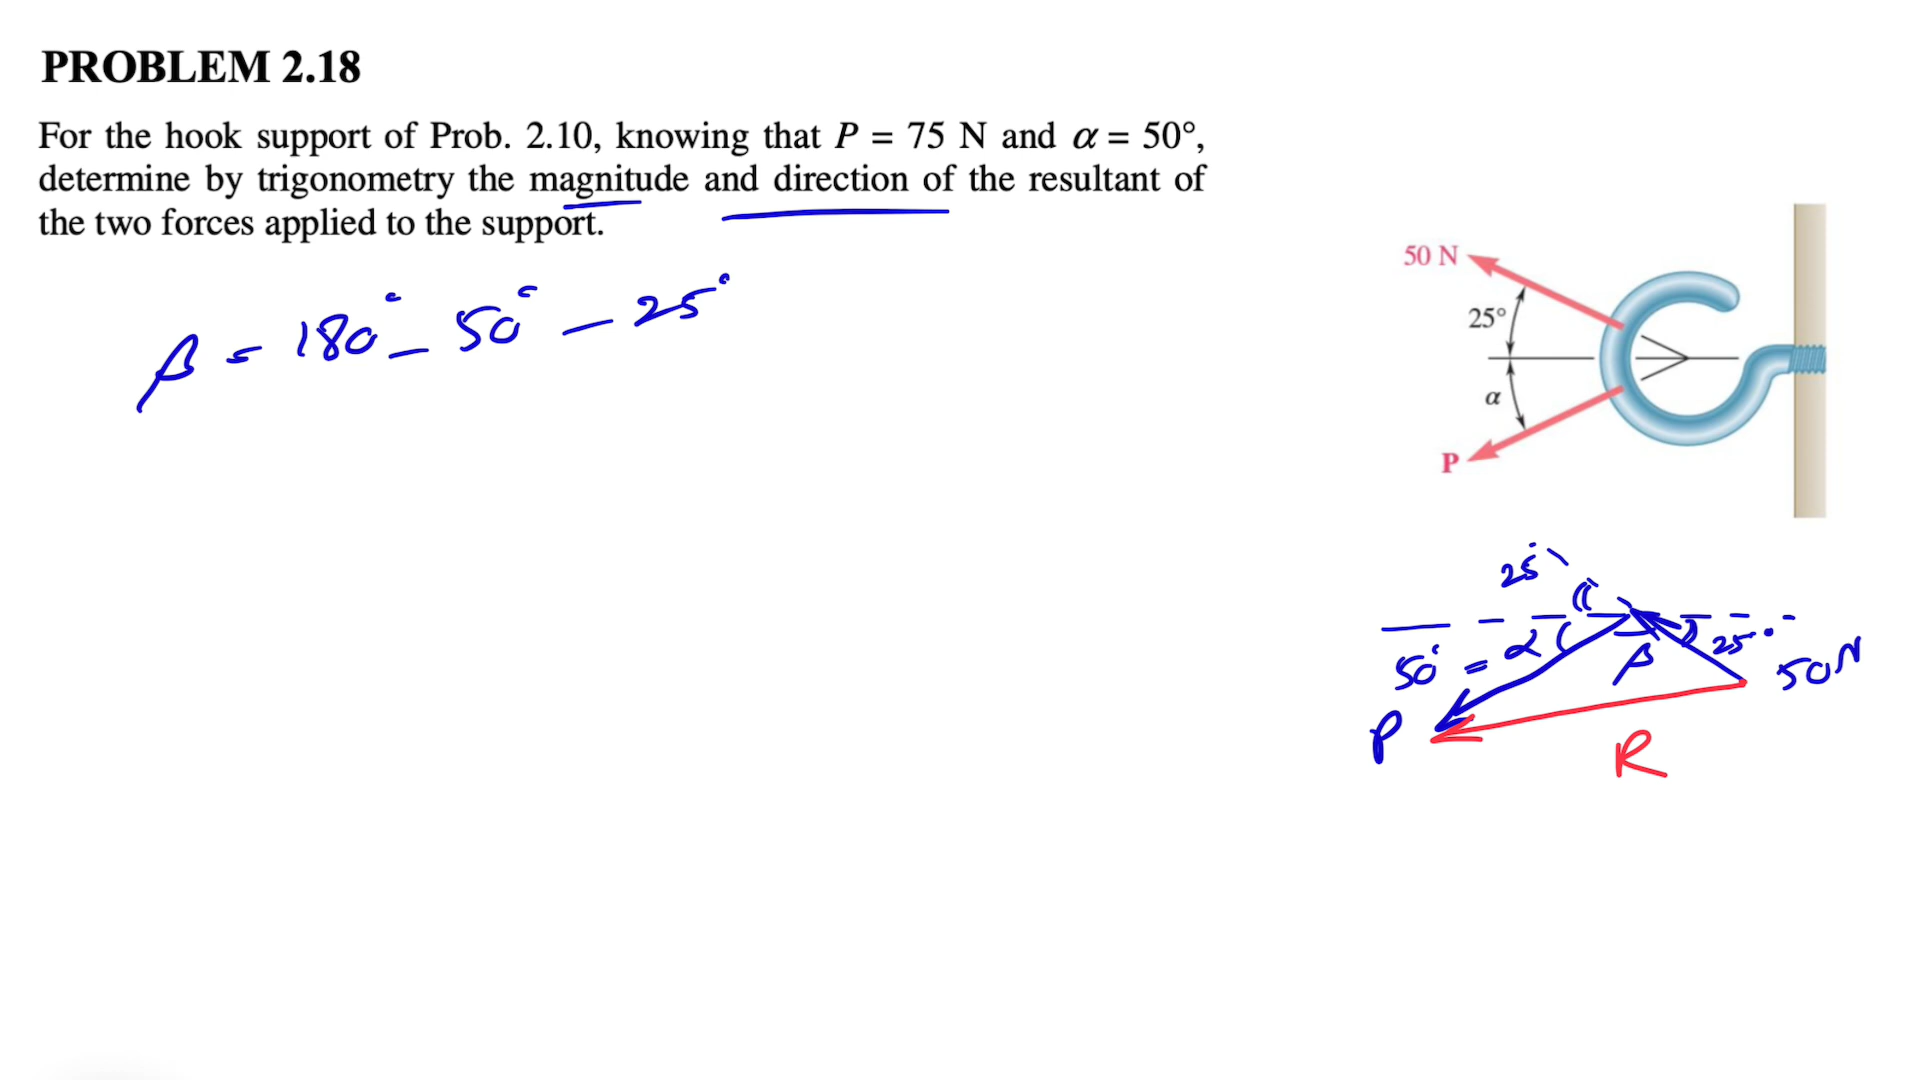 PROBLEM 2.18
For the hook support of Prob. 2.10, knowing that P = 75 N and α = 50°,
determine by trigonometry the magnitude and direction of the resultant of
the two forces applied to the support.
β = 180° - 50° - 25°
50 N
25°
α
P
25°
50° = α
β
25°
50N
P
R